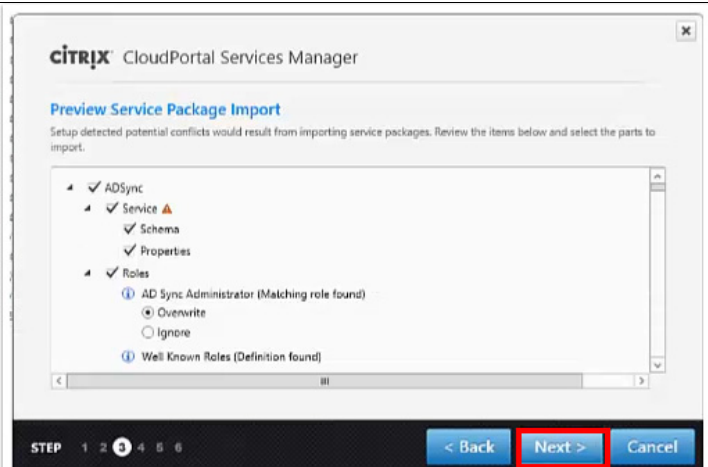 CİTRIX CloudPortal Services Manager
Preview Service Package Import
Setup detected potential conflicts would result from importing service packages. Review the items below and select the parts to
import.
ADSync
Service
Schema
Properties
Roles
AD Sync Administrator (Matching role found)
Overwrite
Ignore
Well Known Roles (Definition found)
STEP 1 2 3 4 5 6 < Back Next > Cancel